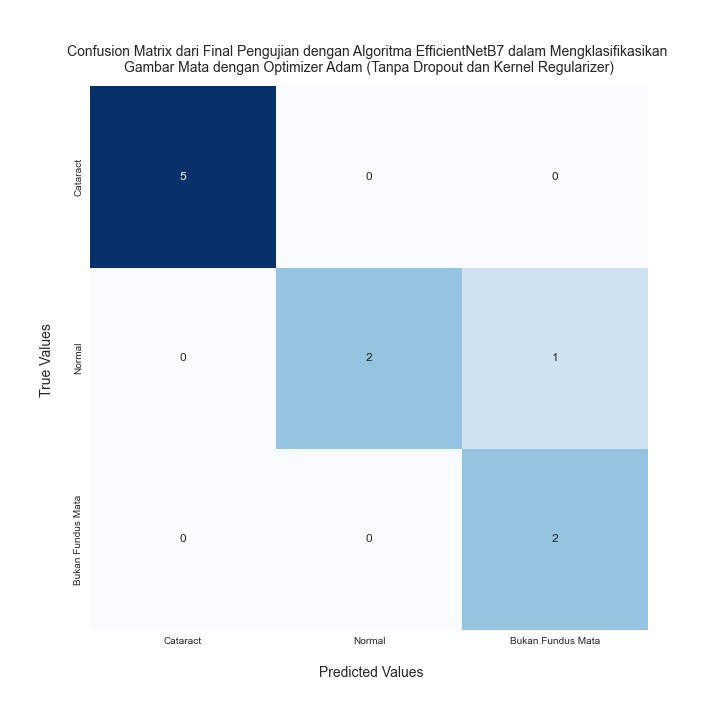 Confusion Matrix dari Final Pengujian dengan Algoritma EfficientNetB7 dalam Mengklasifikasikan
Gambar Mata dengan Optimizer Adam (Tanpa Dropout dan Kernel Regularizer)
True Values
Cataract
5 0 0
Normal
0 2 1
Bukan Fundus Mata
0 0 2
Cataract Normal Bukan Fundus Mata
Predicted Values